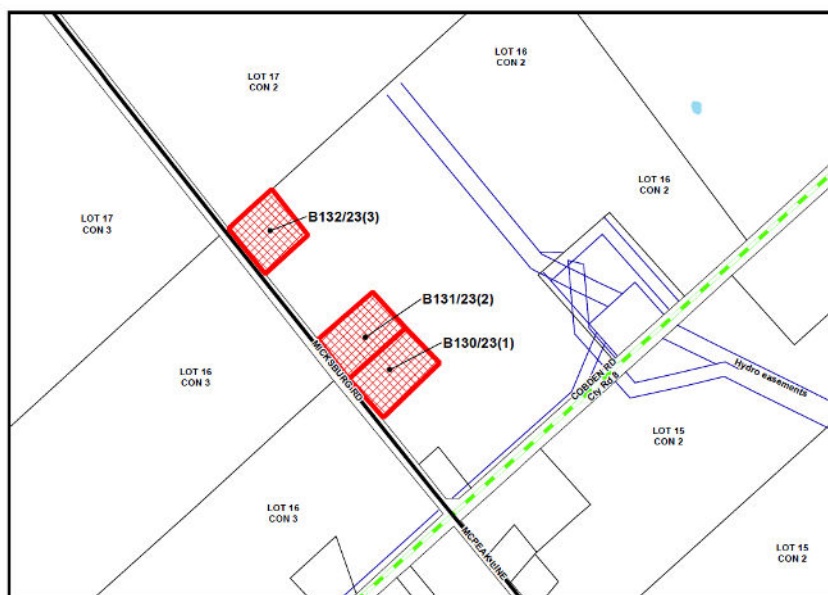 LOT 17
CON 2
LOT 16
CON 2
LOT 16
CON 2
LOT 17
CON 3
B132/23(3)
B131/23(2)
B130/23(1)
MICKSBURG RD
COBDEN RD
Cty Rd 8
Hydro easements
LOT 16
CON 3
LOT 15
CON 2
LOT 16
CON 3
MCPEAK LINE
LOT 15
CON 2